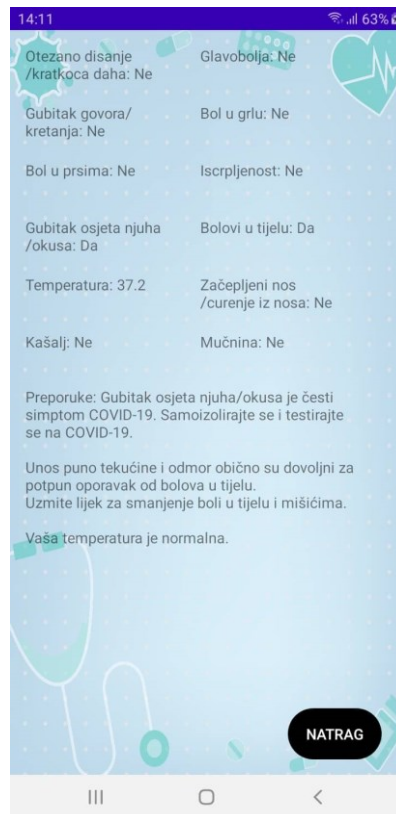 14:11
63%
Otezano disanje
/kratkoca daha: Ne
Glavobolja: Ne
Gubitak govora/
kretanja: Ne
Bol u grlu: Ne
Bol u prsima: Ne
Iscrpljenost: Ne
Gubitak osjeta njuha
/okusa: Da
Bolovi u tijelu: Da
Temperatura: 37.2
Začepljeni nos
/curenje iz nosa: Ne
Kašalj: Ne
Mučnina: Ne
Preporuke: Gubitak osjeta njuha/okusa je česti
simptom COVID-19. Samoizolirajte se i testirajte
se na COVID-19.
Unos puno tekućine i odmor obično su dovoljni za
potpun oporavak od bolova u tijelu.
Uzmite lijek za smanjenje boli u tijelu i mišićima.
Vaša temperatura je normalna.
NATRAG